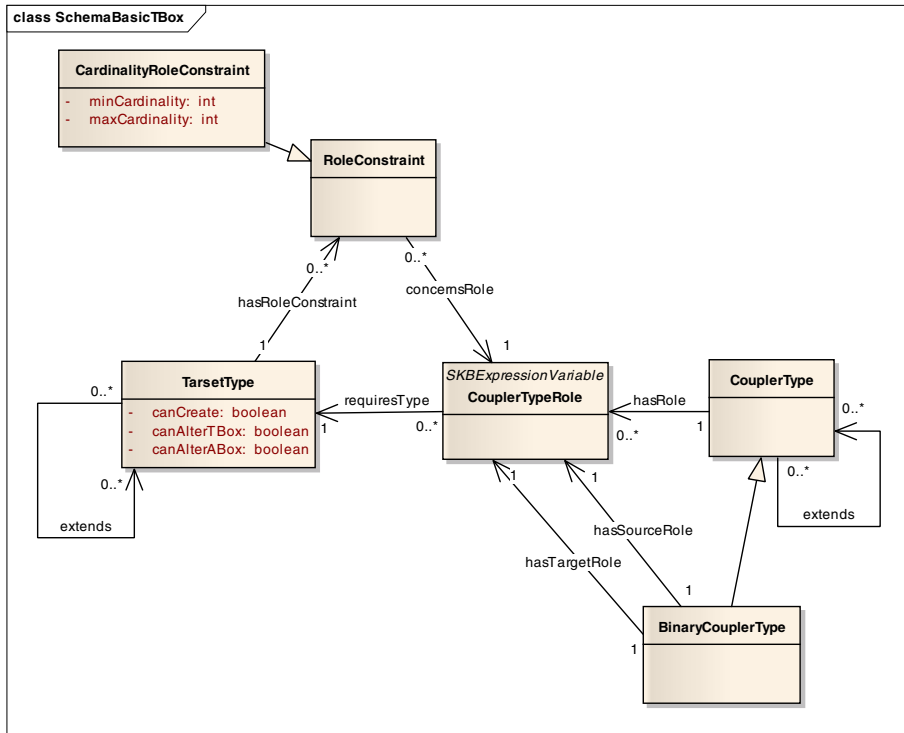 class SchemaBasicTBox
CardinalityRoleConstraint
- minCardinality: int
- maxCardinality: int
RoleConstraint
0..*
0..*
hasRoleConstraint
concernsRole
1
1
TarsetType
- canCreate: boolean
- canAlterTBox: boolean
- canAlterABox: boolean
0..*
0..*
extends
requiresType
1
0..*
SKBExpressionVariable
CouplerTypeRole
hasRole
0..*
1
CouplerType
0..*
0..*
extends
1
1
hasSourceRole
hasTargetRole
1
1
BinaryCouplerType